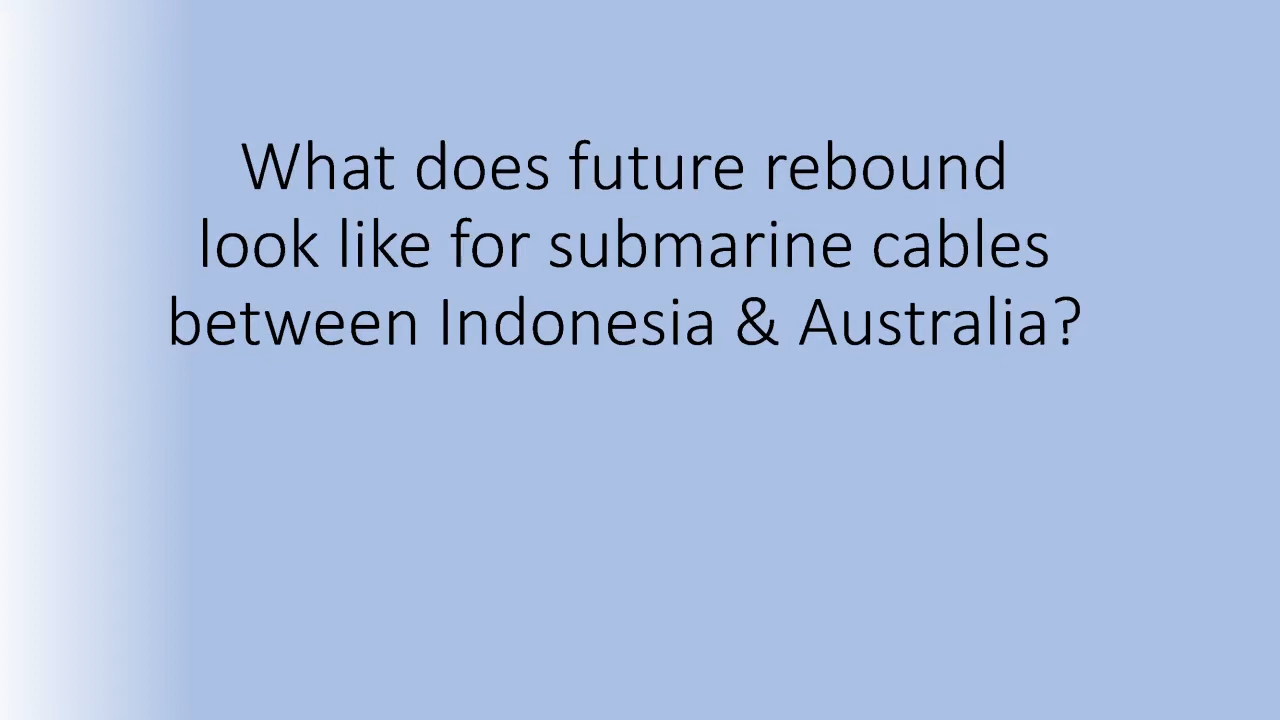 What does future rebound
look like for submarine cables
between Indonesia & Australia?